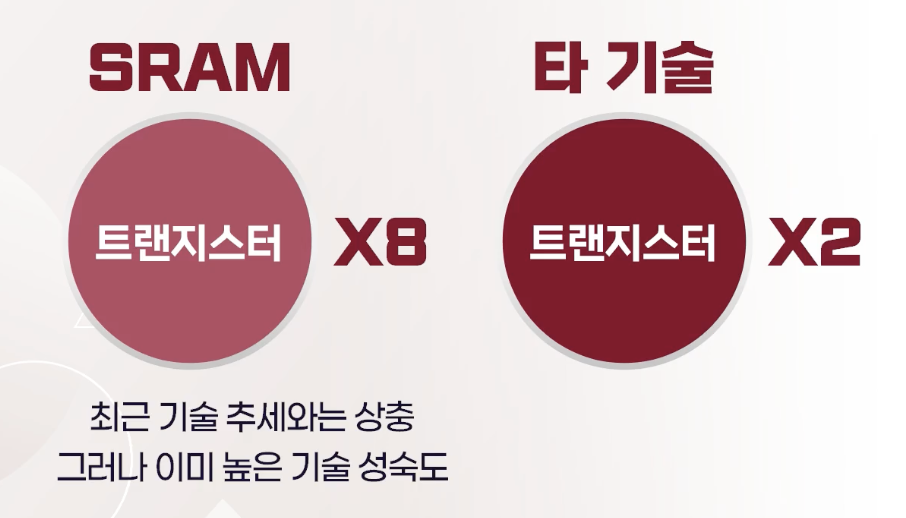 SRAM
타 기술
트랜지스터
X8
트랜지스터
X2
최근 기술 추세와는 상충
그러나 이미 높은 기술 성숙도